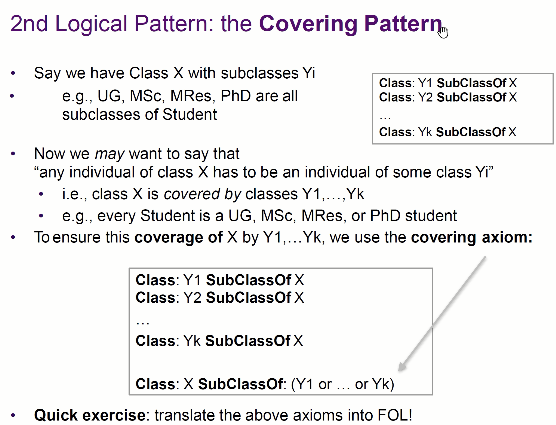 2nd Logical Pattern: the Covering Pattern
• Say we have Class X with subclasses Yi
• e.g., UG, MSc, MRes, PhD are all
subclasses of Student
Class: Y1 SubClassOf X
Class: Y2 SubClassOf X
…
Class: Yk SubClassOf X
• Now we may want to say that
“any individual of class X has to be an individual of some class Yi”
• i.e., class X is covered by classes Y1,…,Yk
• e.g., every Student is a UG, MSc, MRes, or PhD student
• To ensure this coverage of X by Y1,…Yk, we use the covering axiom:
Class: Y1 SubClassOf X
Class: Y2 SubClassOf X
…
Class: Yk SubClassOf X
Class: X SubClassOf: (Y1 or … or Yk)
• Quick exercise: translate the above axioms into FOL!